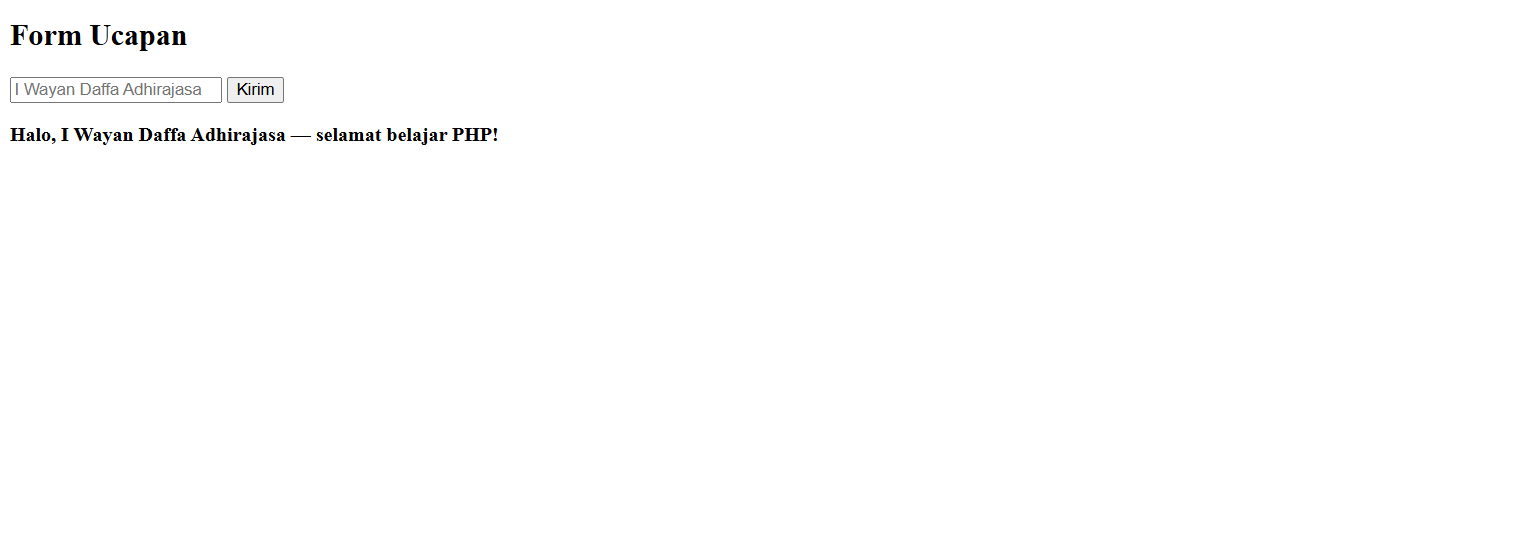 Form Ucapan
I Wayan Daffa Adhirajasa Kirim
Halo, I Wayan Daffa Adhirajasa — selamat belajar PHP!